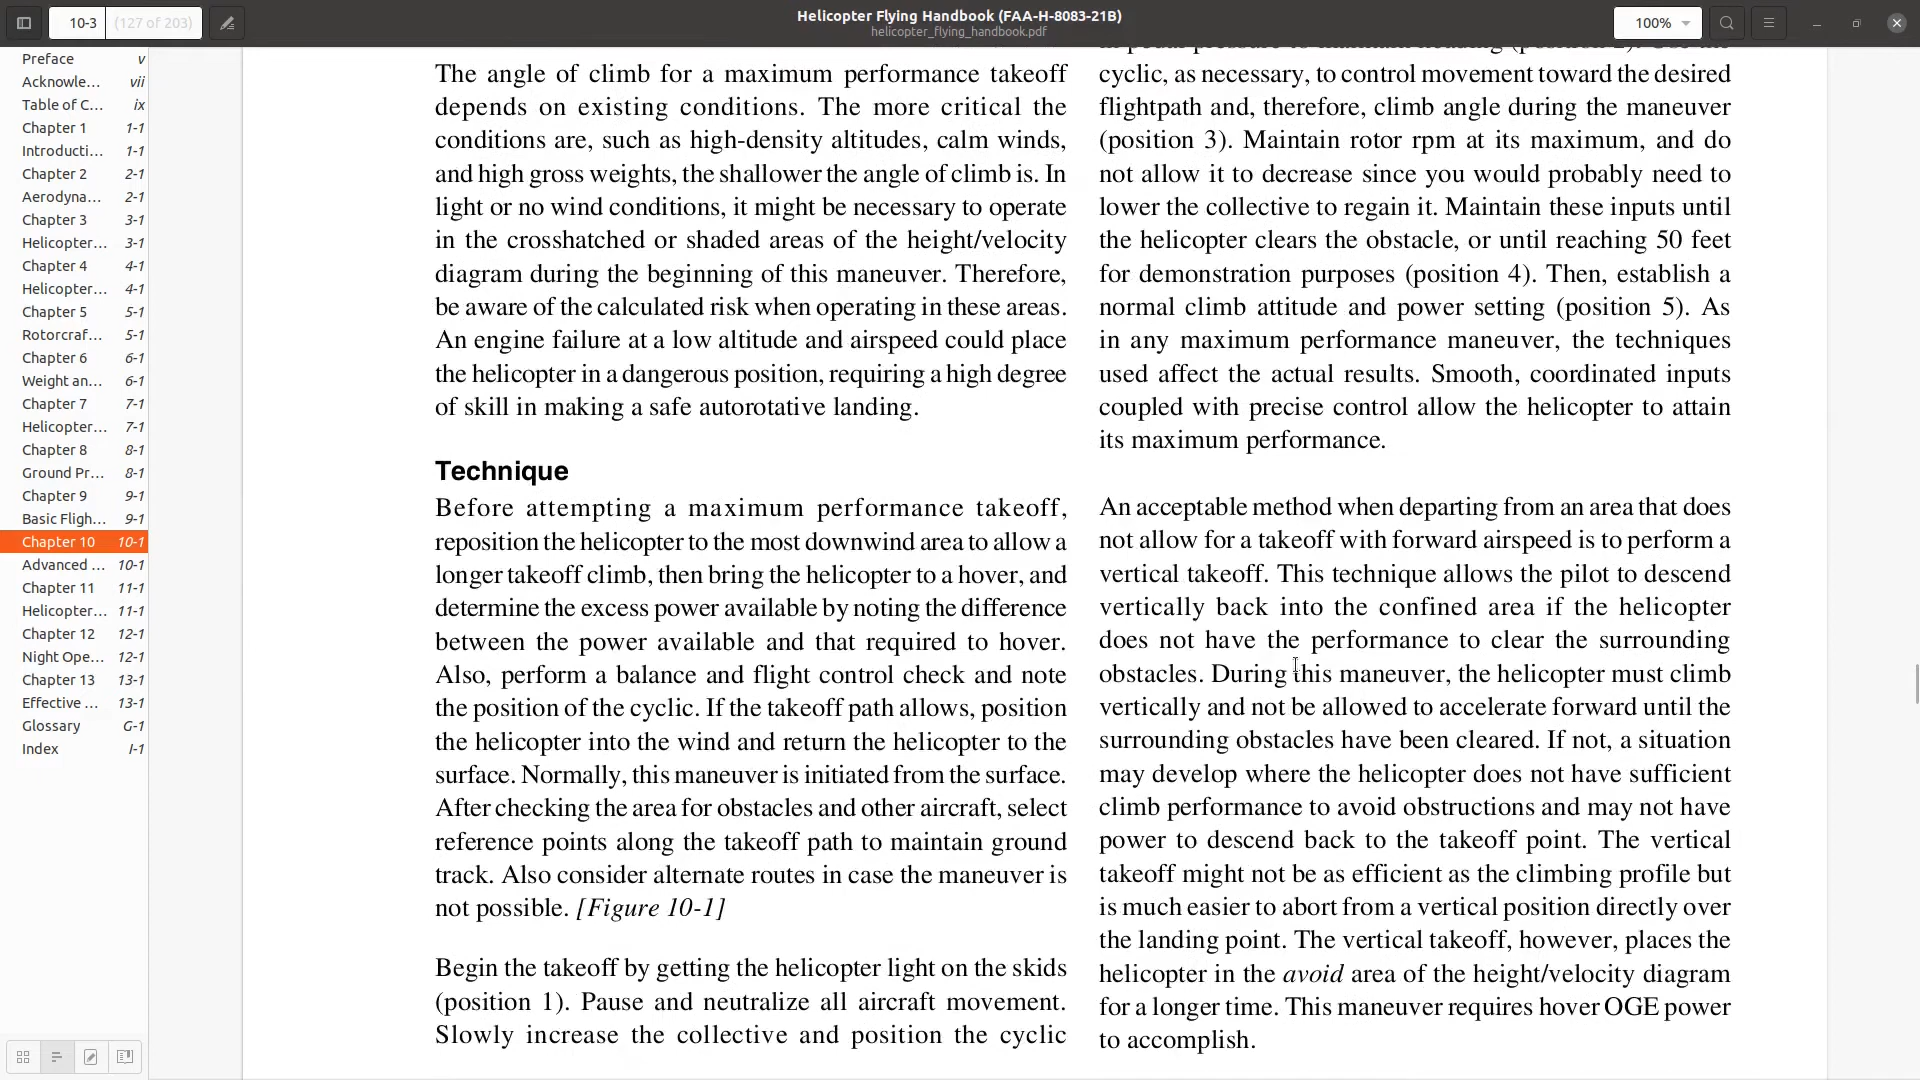 10-3 (127 of 203)
Helicopter Flying Handbook (FAA-H-8083-21B)
helicopter_flying_handbook.pdf
100%
Preface v
Acknowle... vii
Table of C... ix
Chapter 1 1-1
Introducti... 1-1
Chapter 2 2-1
Aerodyna... 2-1
Chapter 3 3-1
Helicopter... 3-1
Chapter 4 4-1
Helicopter... 4-1
Chapter 5 5-1
Rotorcraf... 5-1
Chapter 6 6-1
Weight an... 6-1
Chapter 7 7-1
Helicopter... 7-1
Chapter 8 8-1
Ground Pr... 8-1
Chapter 9 9-1
Basic Fligh... 9-1
Chapter 10 10-1
Advanced ... 10-1
Chapter 11 11-1
Helicopter... 11-1
Chapter 12 12-1
Night Ope... 12-1
Chapter 13 13-1
Effective ... 13-1
Glossary G-1
Index I-1
The angle of climb for a maximum performance takeoff
depends on existing conditions. The more critical the
conditions are, such as high-density altitudes, calm winds,
and high gross weights, the shallower the angle of climb is. In
light or no wind conditions, it might be necessary to operate
in the crosshatched or shaded areas of the height/velocity
diagram during the beginning of this maneuver. Therefore,
be aware of the calculated risk when operating in these areas.
An engine failure at a low altitude and airspeed could place
the helicopter in a dangerous position, requiring a high degree
of skill in making a safe autorotative landing.
Technique
Before attempting a maximum performance takeoff,
reposition the helicopter to the most downwind area to allow a
longer takeoff climb, then bring the helicopter to a hover, and
determine the excess power available by noting the difference
between the power available and that required to hover.
Also, perform a balance and flight control check and note
the position of the cyclic. If the takeoff path allows, position
the helicopter into the wind and return the helicopter to the
surface. Normally, this maneuver is initiated from the surface.
After checking the area for obstacles and other aircraft, select
reference points along the takeoff path to maintain ground
track. Also consider alternate routes in case the maneuver is
not possible. [Figure 10-1]
Begin the takeoff by getting the helicopter light on the skids
(position 1). Pause and neutralize all aircraft movement.
Slowly increase the collective and position the cyclic
cyclic, as necessary, to control movement toward the desired
flightpath and, therefore, climb angle during the maneuver
(position 3). Maintain rotor rpm at its maximum, and do
not allow it to decrease since you would probably need to
lower the collective to regain it. Maintain these inputs until
the helicopter clears the obstacle, or until reaching 50 feet
for demonstration purposes (position 4). Then, establish a
normal climb attitude and power setting (position 5). As
in any maximum performance maneuver, the techniques
used affect the actual results. Smooth, coordinated inputs
coupled with precise control allow the helicopter to attain
its maximum performance.
An acceptable method when departing from an area that does
not allow for a takeoff with forward airspeed is to perform a
vertical takeoff. This technique allows the pilot to descend
vertically back into the confined area if the helicopter
does not have the performance to clear the surrounding
obstacles. During this maneuver, the helicopter must climb
vertically and not be allowed to accelerate forward until the
surrounding obstacles have been cleared. If not, a situation
may develop where the helicopter does not have sufficient
climb performance to avoid obstructions and may not have
power to descend back to the takeoff point. The vertical
takeoff might not be as efficient as the climbing profile but
is much easier to abort from a vertical position directly over
the landing point. The vertical takeoff, however, places the
helicopter in the avoid area of the height/velocity diagram
for a longer time. This maneuver requires hover OGE power
to accomplish.